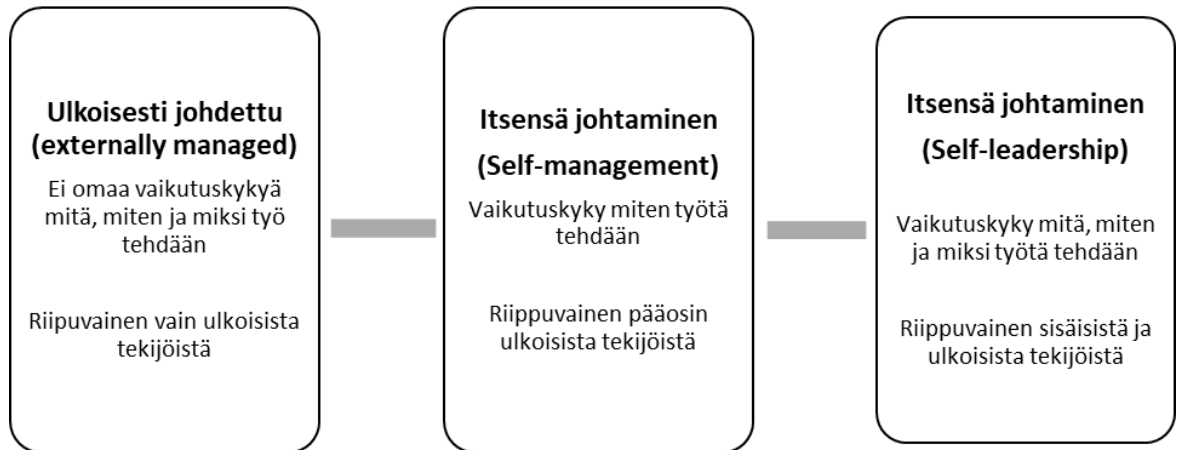 Ulkoisesti johdettu
(externally managed)
Ei omaa vaikutuskykyä
mitä, miten ja miksi työ
tehdään
Riipuvainen vain ulkoisista
tekijöistä
Itsensä johtaminen
(Self-management)
Vaikutuskyky miten työtä
tehdään
Riippuvainen pääosin
ulkoisista tekijöistä
Itsensä johtaminen
(Self-leadership)
Vaikutuskyky mitä, miten
ja miksi työtä tehdään
Riippuvainen sisäisistä ja
ulkoisista tekijöistä